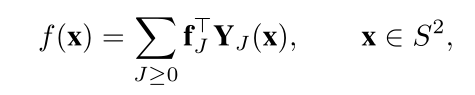 f(𝐱) = ∑_{J≥0} 𝐟_J^⊤ 𝐘_J(𝐱), 𝐱 ∈ S²,